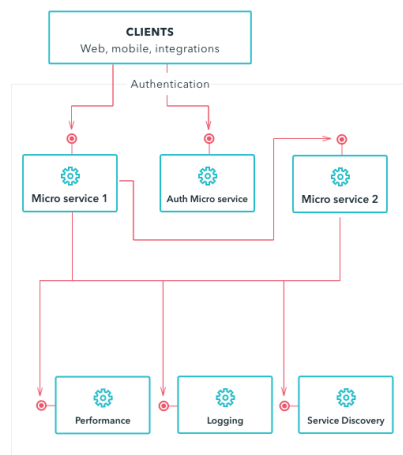 CLIENTS
Web, mobile, integrations
Authentication
Micro service 1
Auth Micro service
Micro service 2
Performance
Logging
Service Discovery